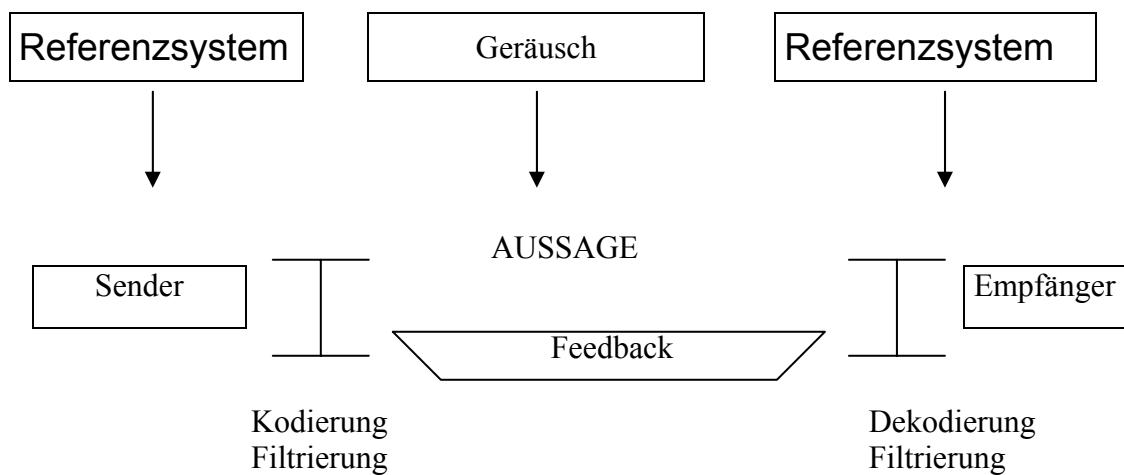 Referenzsystem
Geräusch
Referenzsystem
AUSSAGE
Sender
Empfänger
Feedback
Kodierung
Filtrierung
Dekodierung
Filtrierung